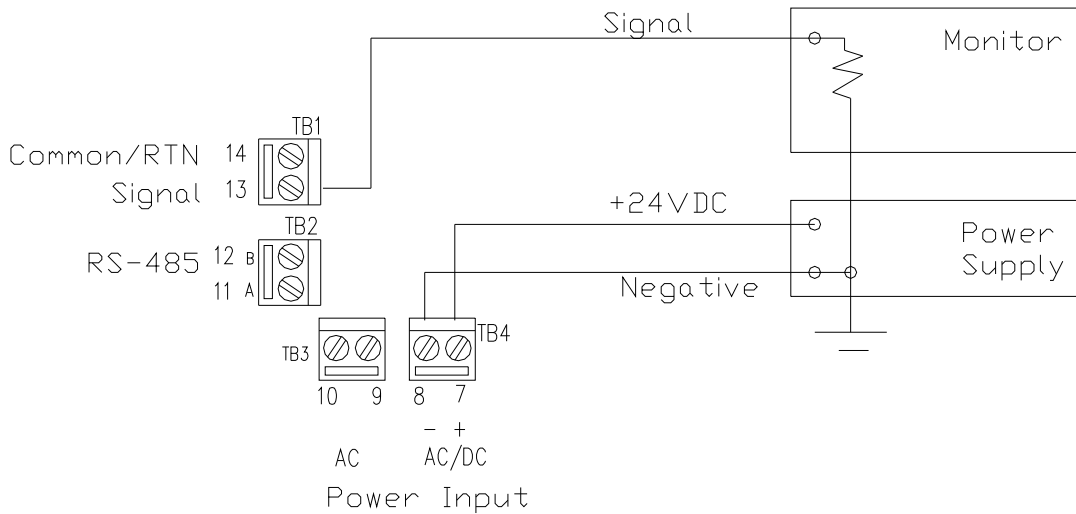 Signal
Monitor
TB1
Common/RTN 14
Signal 13
+24VDC
TB2
Power
Supply
RS-485 12 B
11 A
Negative
TB3
TB4
10 9 8 7
- +
AC AC/DC
Power Input